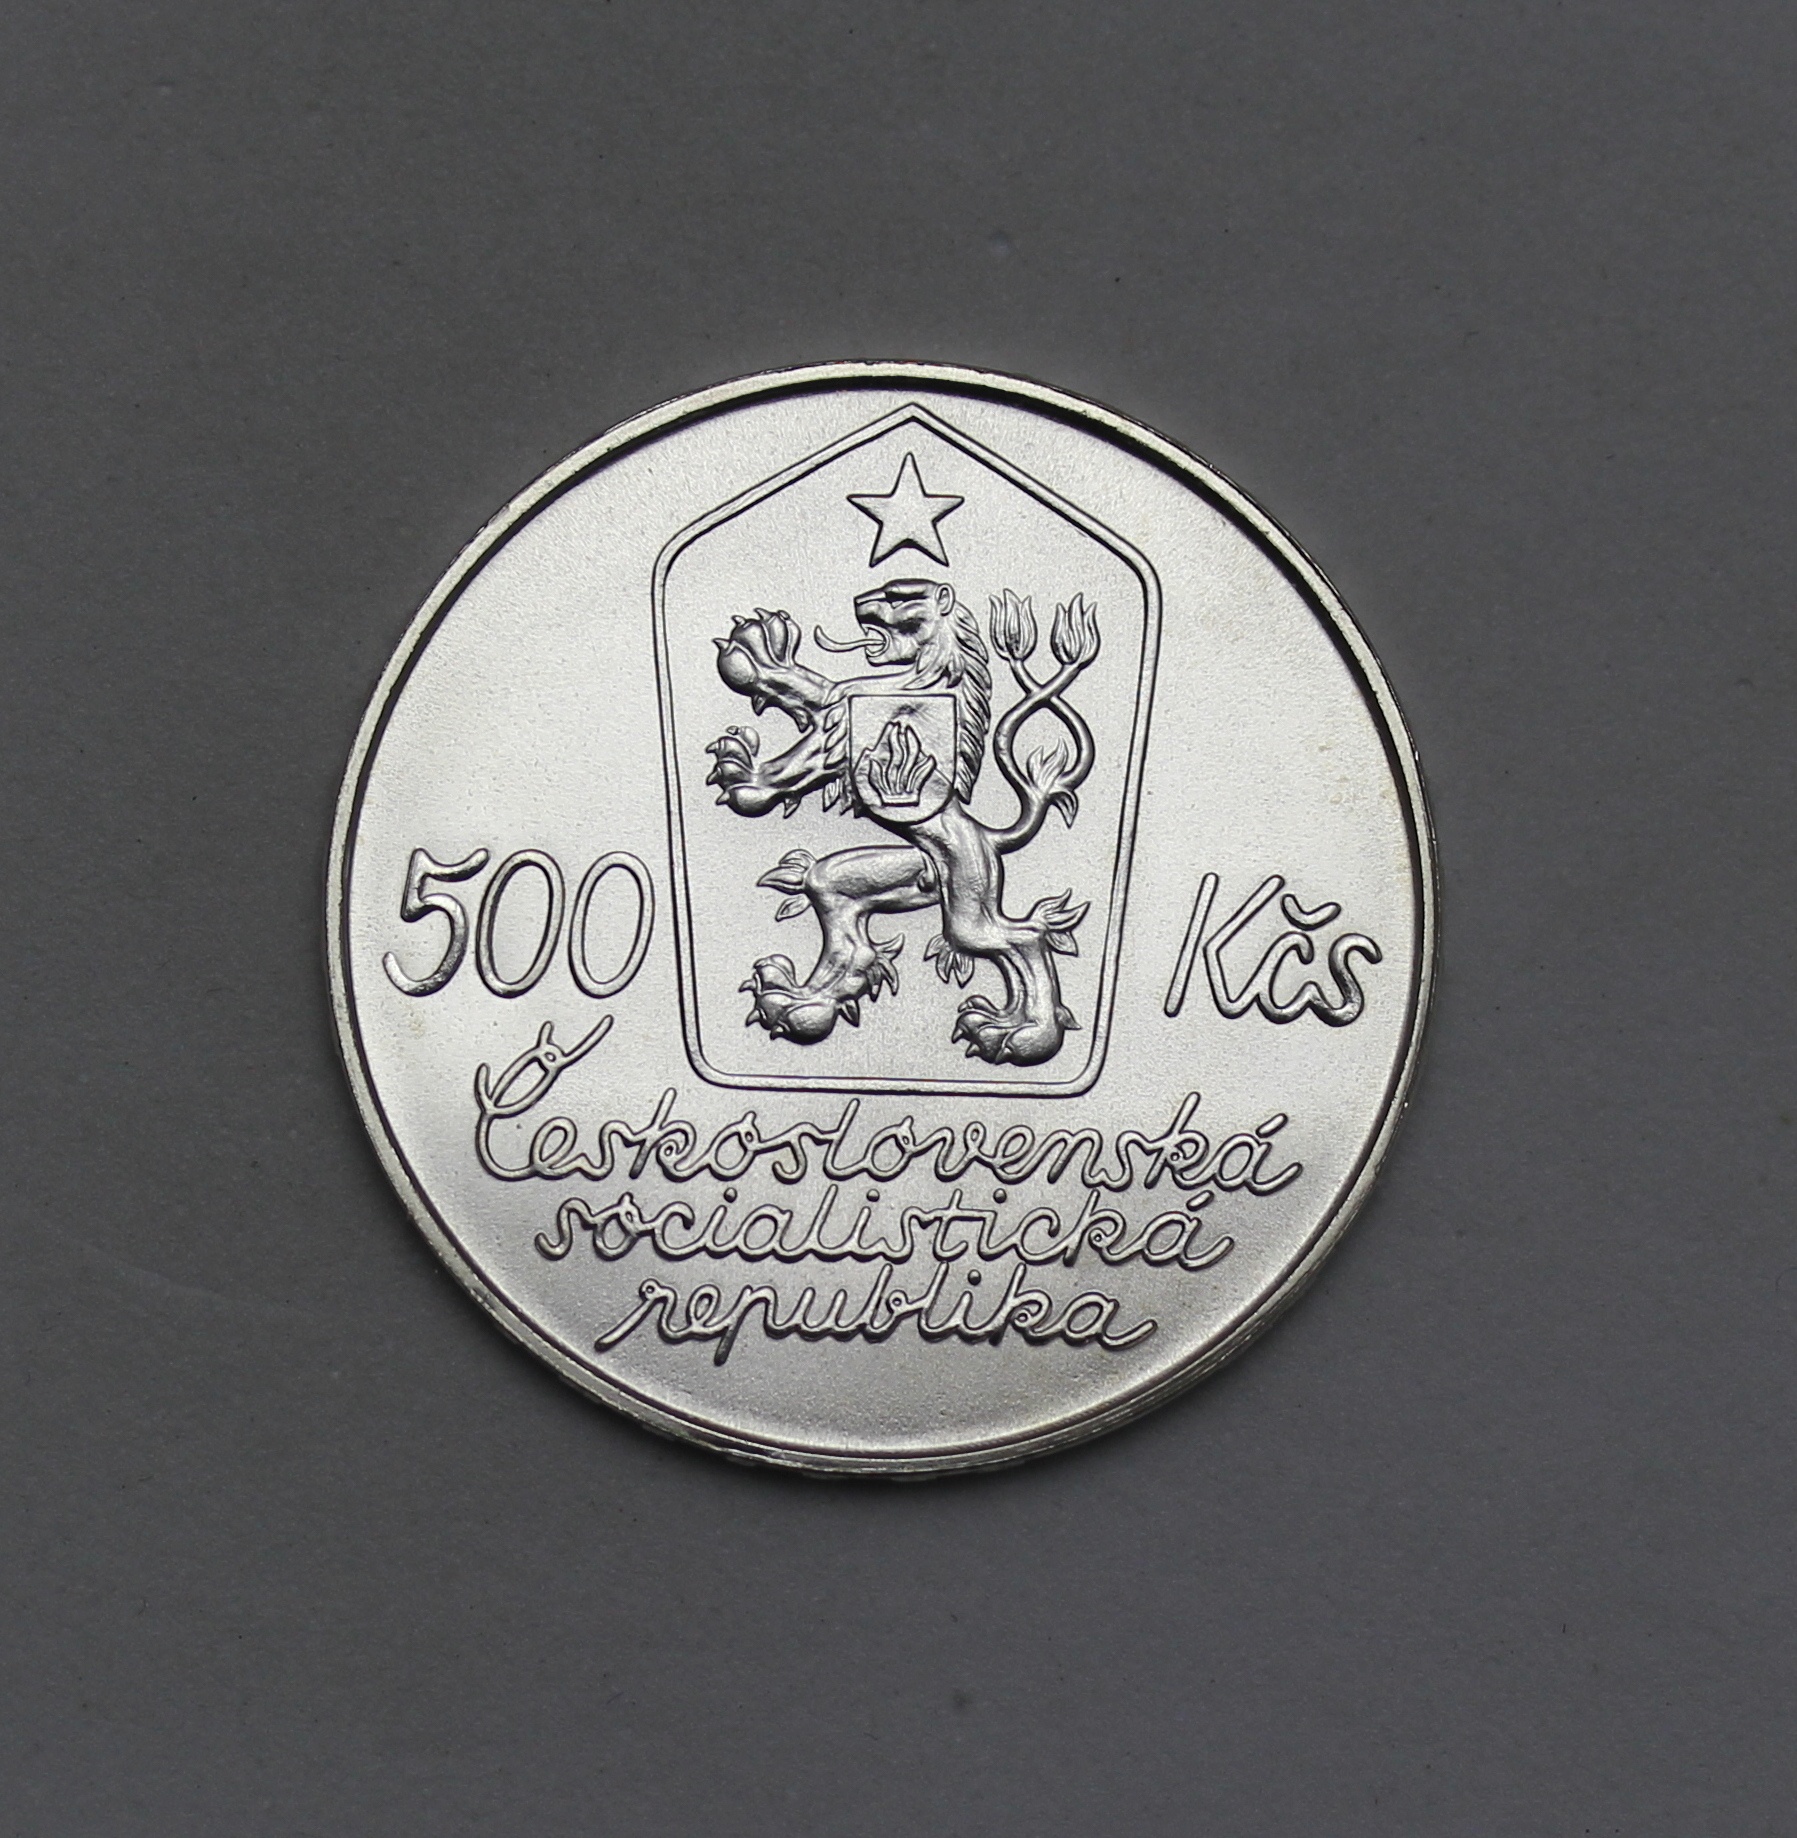 500 Kčs
Československá
socialistická
republika